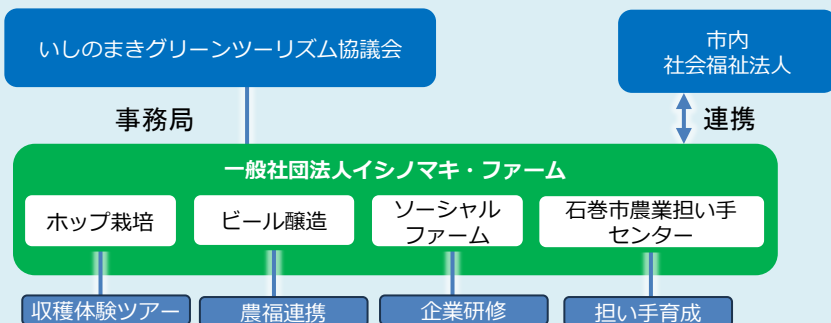 いしのまきグリーンツーリズム協議会
市内
社会福祉法人
事務局
連携
一般社団法人イシノマキ・ファーム
ホップ栽培
ビール醸造
ソーシャル
ファーム
石巻市農業担い手
センター
収穫体験ツアー
農福連携
企業研修
担い手育成